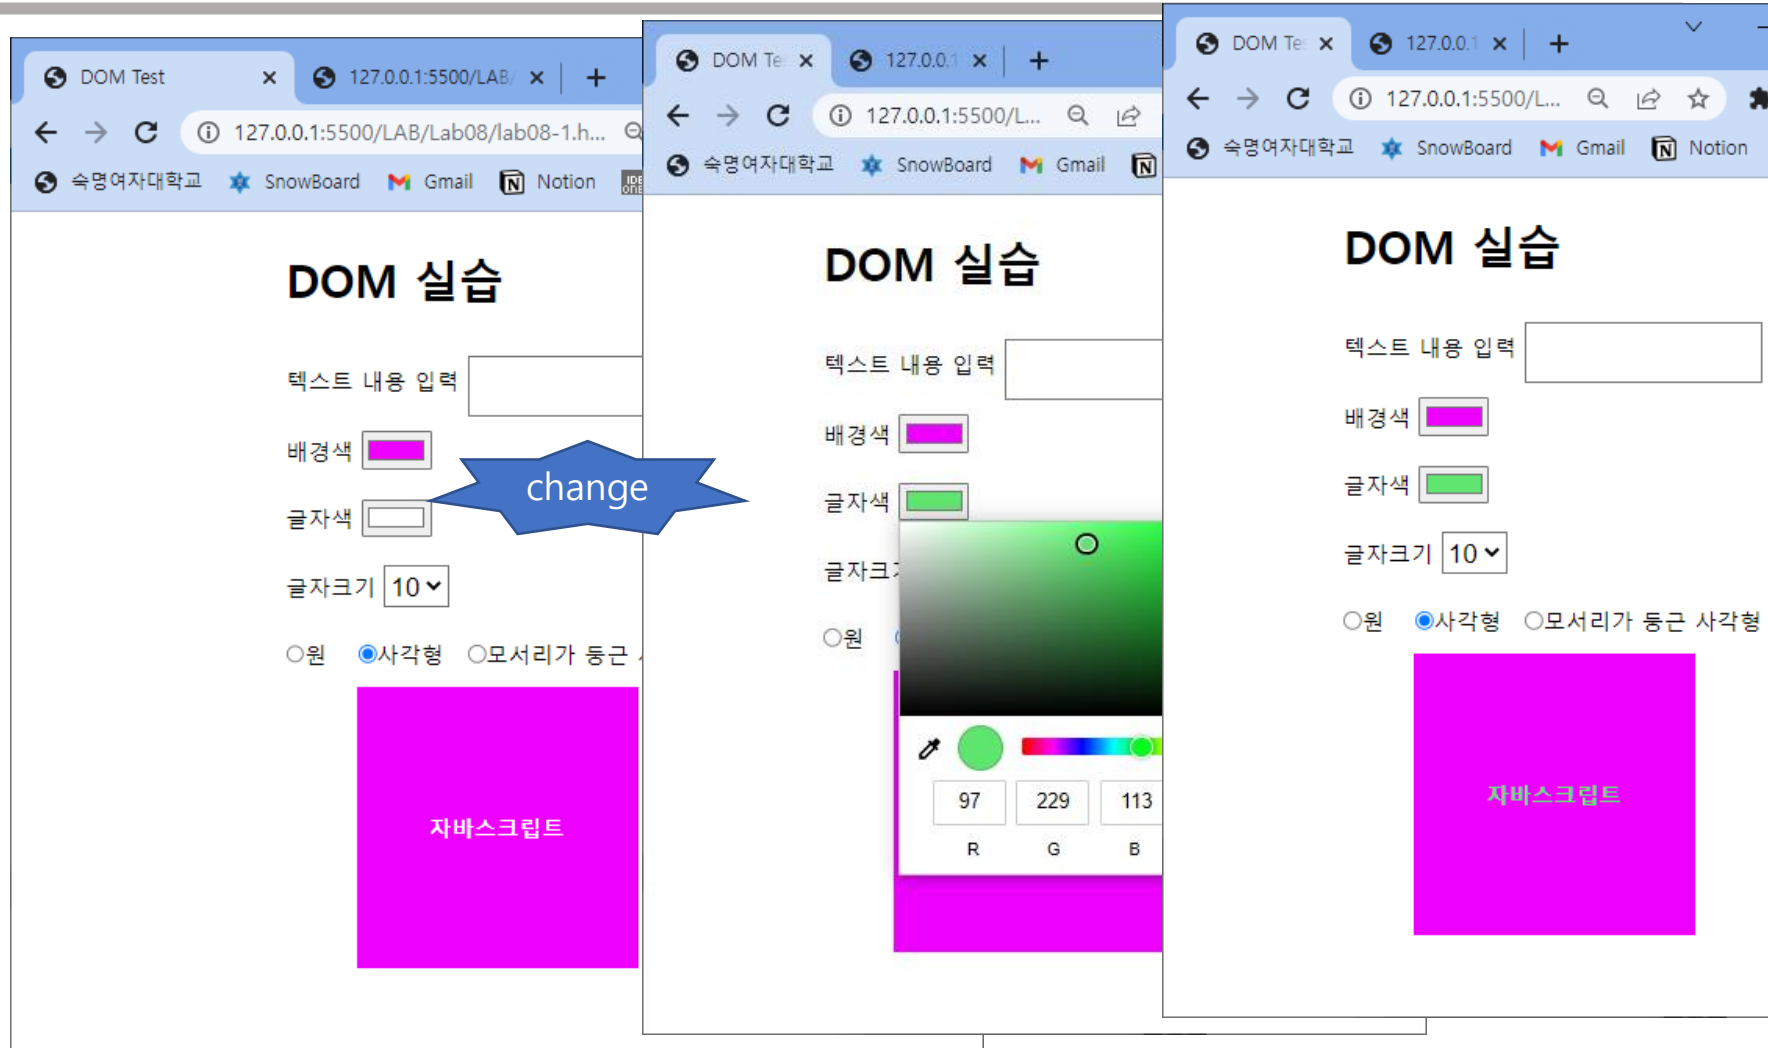 DOM Test
127.0.0.1:5500/LAB/
127.0.0.1:5500/LAB/Lab08/lab08-1.h...
숙명여자대학교 SnowBoard Gmail Notion
DOM 실습
텍스트 내용 입력
배경색
글자색
글자크기 10
원 사각형 모서리가 둥근
자바스크립트
change
DOM Te
127.0.0.1
127.0.0.1:5500/L...
숙명여자대학교 SnowBoard Gmail
DOM 실습
텍스트 내용 입력
배경색
글자색
글자크
원
97 229 113
R G B
DOM Te
127.0.0.1
127.0.0.1:5500/L...
숙명여자대학교 SnowBoard Gmail Notion
DOM 실습
텍스트 내용 입력
배경색
글자색
글자크기 10
원 사각형 모서리가 둥근 사각형
자바스크립트